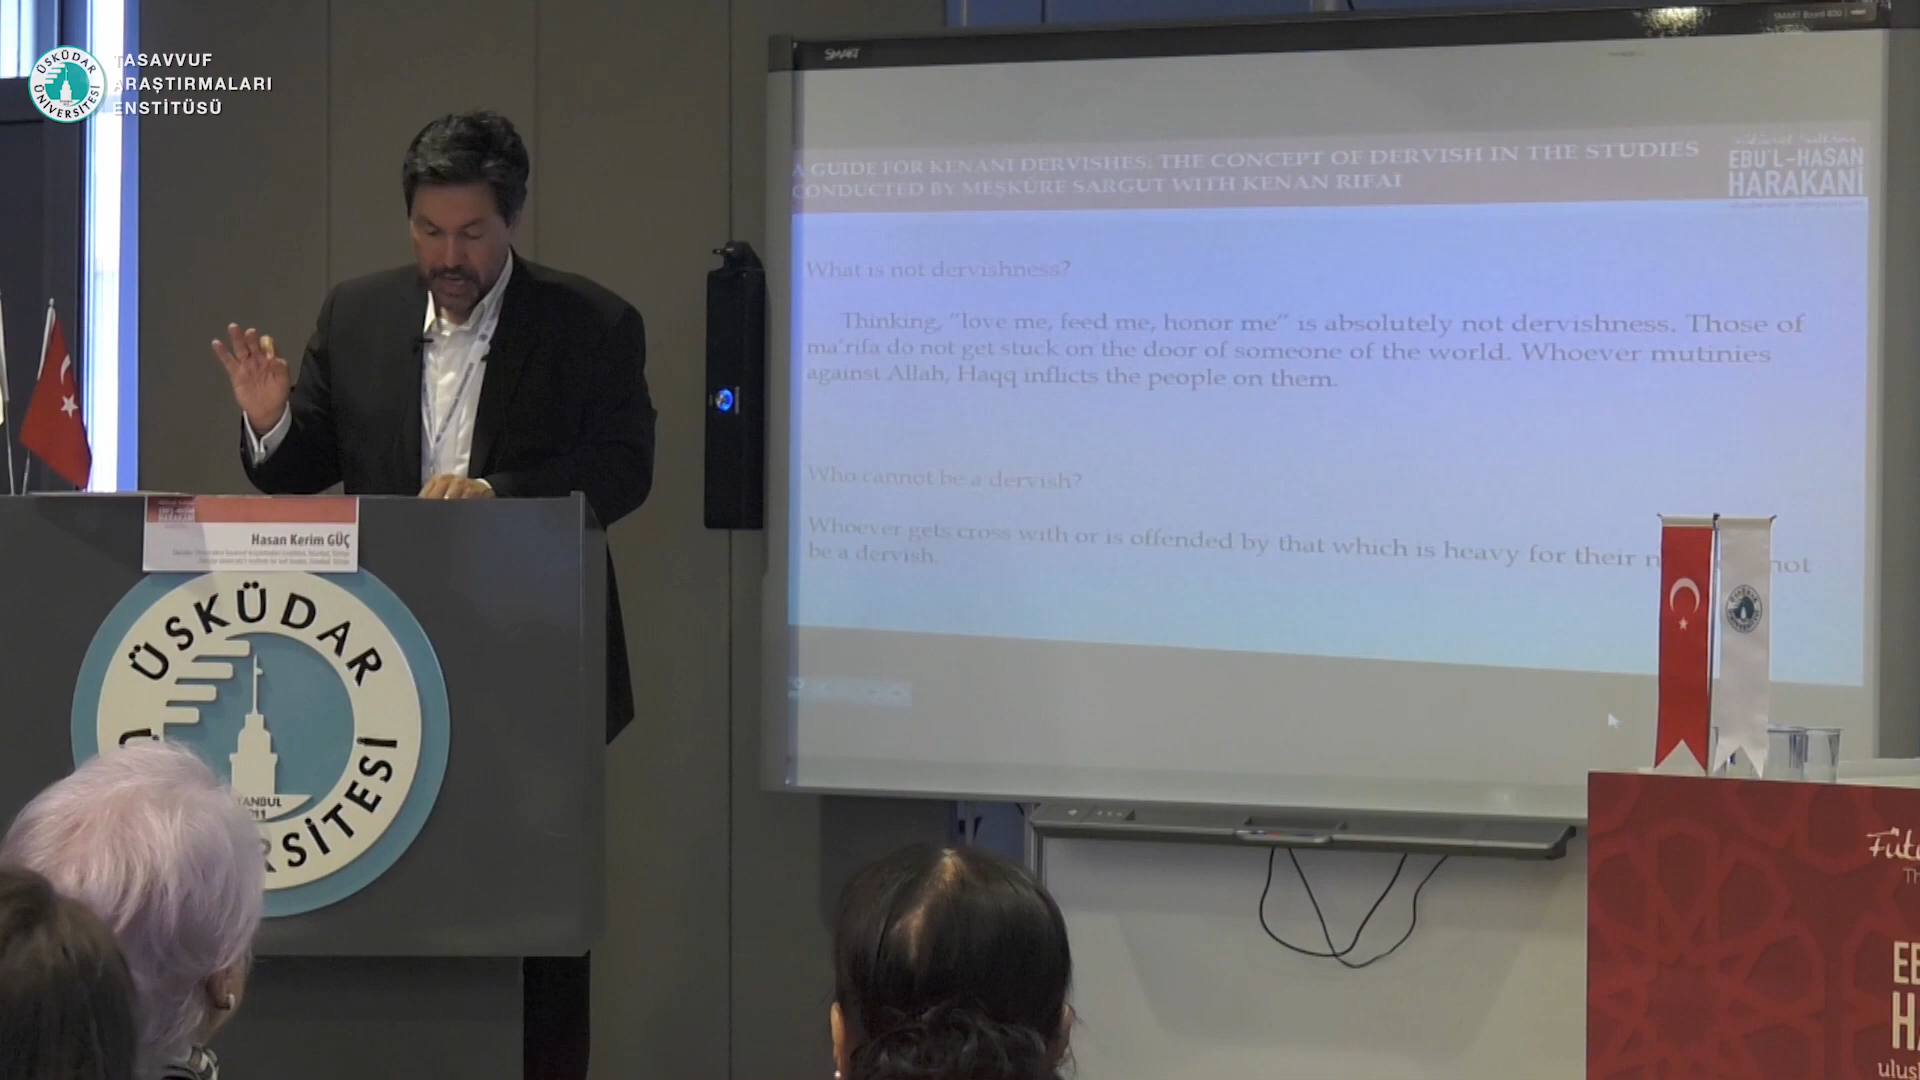 TASAVVUF
ARAŞTIRMALARI
ENSTİTÜSÜ
ÜSKÜDAR
ÜNİVERSİTESİ
SMART
SMART Board 800
A GUIDE FOR KENANI DERVISHES: THE CONCEPT OF DERVISH IN THE STUDIES
CONDUCTED BY MEŞKÛRE SARGUT WITH KENAN RIFAI
EBU'L-HASAN
HARAKANİ
What is not dervishness?
Thinking, "love me, feed me, honor me" is absolutely not dervishness. Those of
ma'rifa do not get stuck on the door of someone of the world. Whoever mutinies
against Allah, Haqq inflicts the people on them.
Who cannot be a dervish?
Whoever gets cross with or is offended by that which is heavy for their
be a dervish.
Hasan Kerim GÜÇ
ÜSKÜDAR